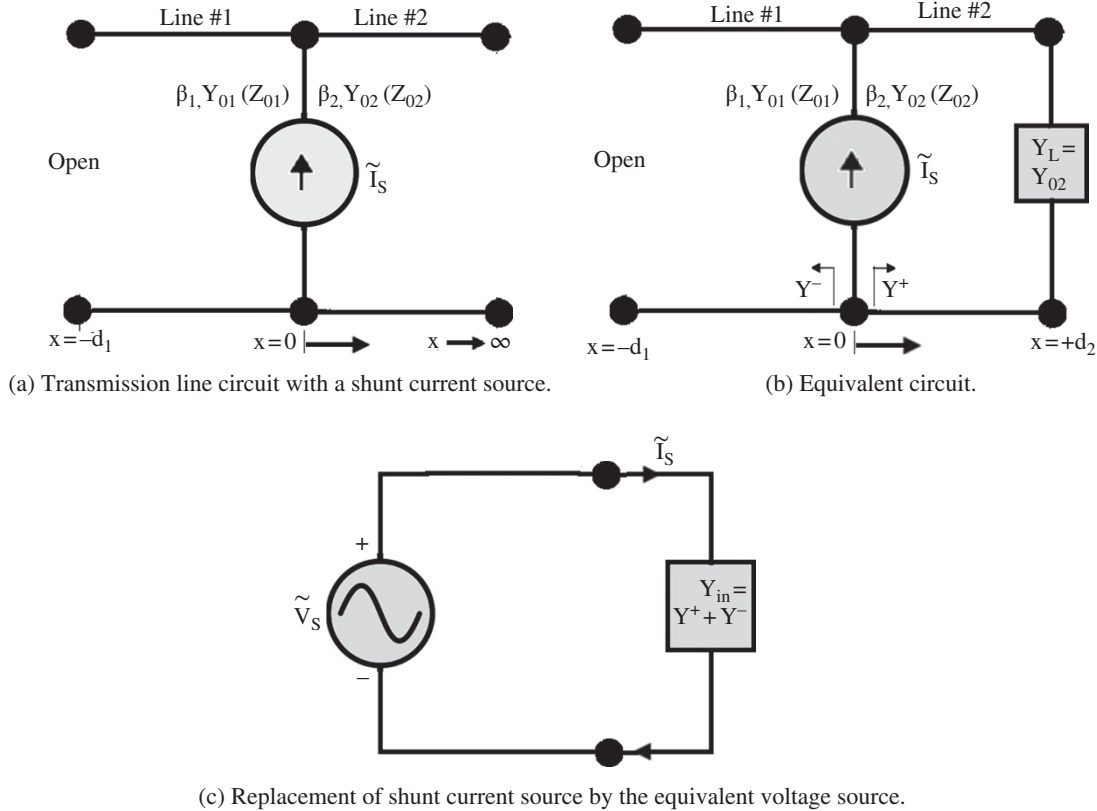 Line #1
Line #2
β1, Y01 (Z01)
β2, Y02 (Z02)
Open
ĨS
x = –d1
x = 0
x → ∞
(a) Transmission line circuit with a shunt current source.
Line #1
Line #2
β1, Y01 (Z01)
β2, Y02 (Z02)
Open
ĨS
YL =
Y02
Y–
Y+
x = –d1
x = 0
x = +d2
(b) Equivalent circuit.
ĨS
+
ṼS
–
Yin =
Y+ + Y–
(c) Replacement of shunt current source by the equivalent voltage source.